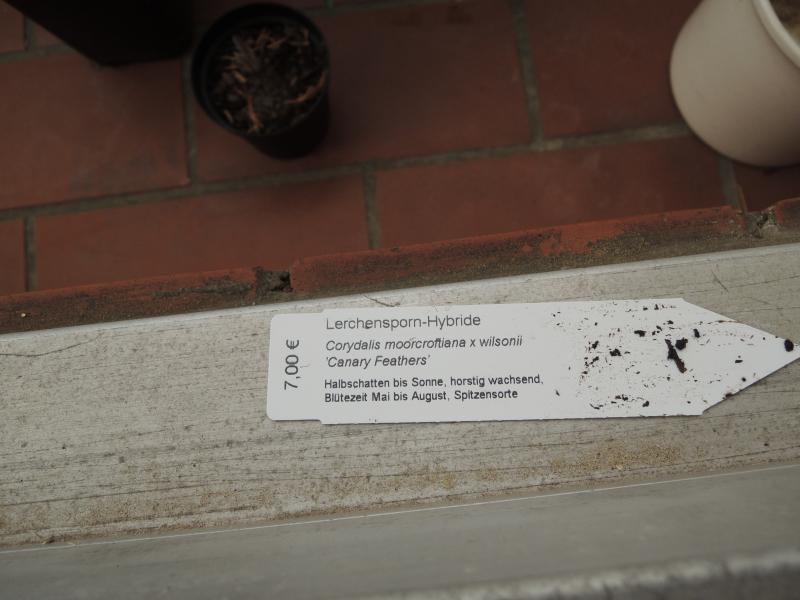 7,00 €
Lerchensporn-Hybride
Corydalis moorcroftiana x wilsonii
'Canary Feathers'
Halbschatten bis Sonne, horstig wachsend,
Blütezeit Mai bis August, Spitzensorte